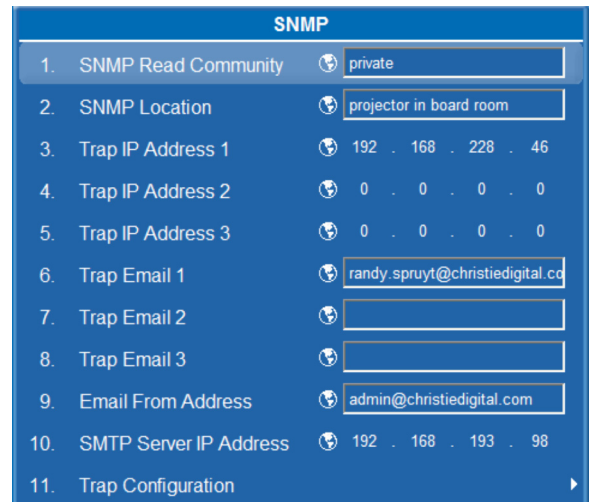 SNMP
1. SNMP Read Community private
2. SNMP Location projector in board room
3. Trap IP Address 1 192 . 168 . 228 . 46
4. Trap IP Address 2 0 . 0 . 0 . 0
5. Trap IP Address 3 0 . 0 . 0 . 0
6. Trap Email 1 randy.spruyt@christiedigital.co
7. Trap Email 2
8. Trap Email 3
9. Email From Address admin@christiedigital.com
10. SMTP Server IP Address 192 . 168 . 193 . 98
11. Trap Configuration